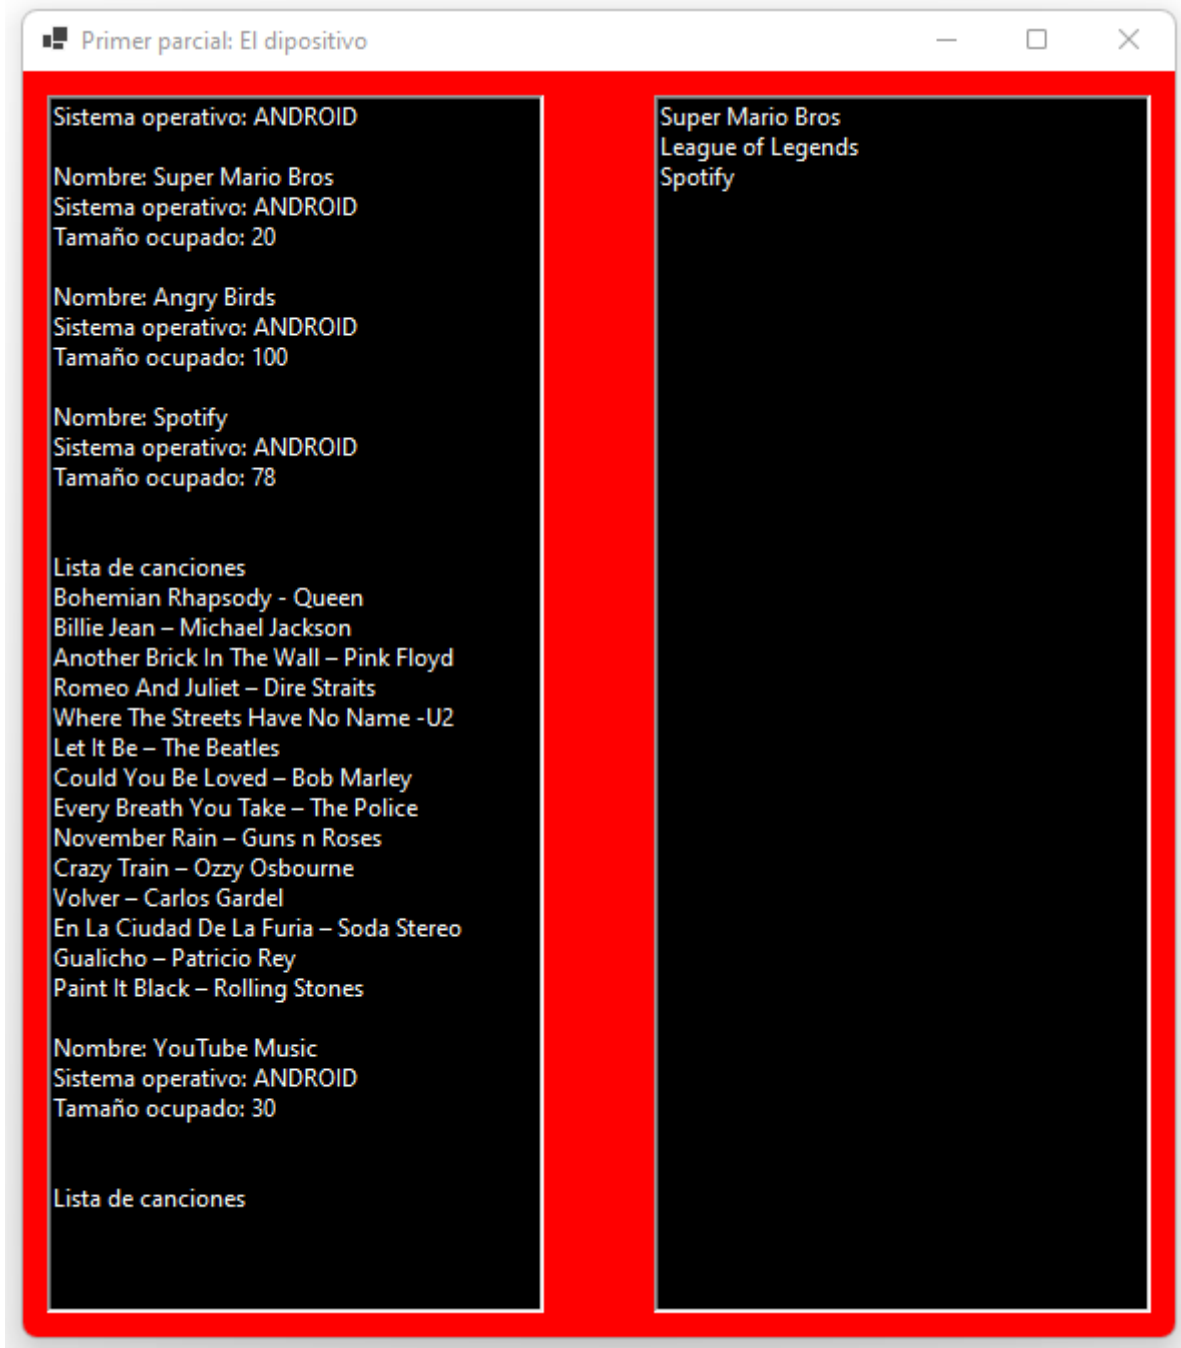 Primer parcial: El dipositivo
Sistema operativo: ANDROID
Nombre: Super Mario Bros
Sistema operativo: ANDROID
Tamaño ocupado: 20
Nombre: Angry Birds
Sistema operativo: ANDROID
Tamaño ocupado: 100
Nombre: Spotify
Sistema operativo: ANDROID
Tamaño ocupado: 78
Lista de canciones
Bohemian Rhapsody - Queen
Billie Jean – Michael Jackson
Another Brick In The Wall – Pink Floyd
Romeo And Juliet – Dire Straits
Where The Streets Have No Name -U2
Let It Be – The Beatles
Could You Be Loved – Bob Marley
Every Breath You Take – The Police
November Rain – Guns n Roses
Crazy Train – Ozzy Osbourne
Volver – Carlos Gardel
En La Ciudad De La Furia – Soda Stereo
Gualicho – Patricio Rey
Paint It Black – Rolling Stones
Nombre: YouTube Music
Sistema operativo: ANDROID
Tamaño ocupado: 30
Lista de canciones
Super Mario Bros
League of Legends
Spotify